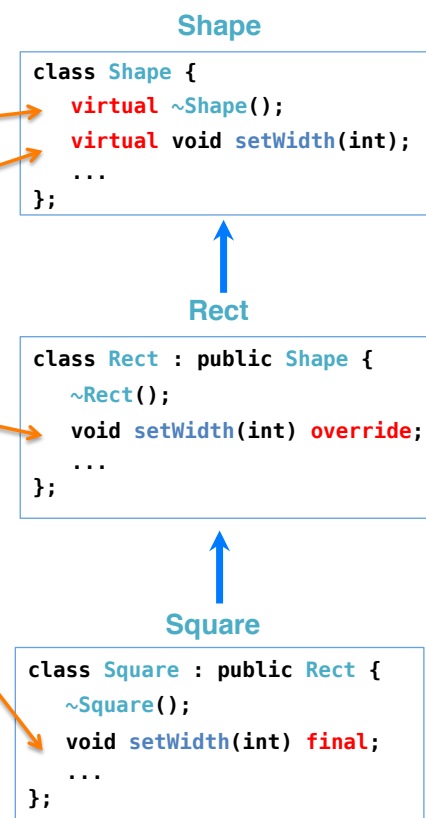 Shape
class Shape {
virtual ~Shape();
virtual void setWidth(int);
...
};
Rect
class Rect : public Shape {
~Rect();
void setWidth(int) override;
...
};
Square
class Square : public Rect {
~Square();
void setWidth(int) final;
...
};